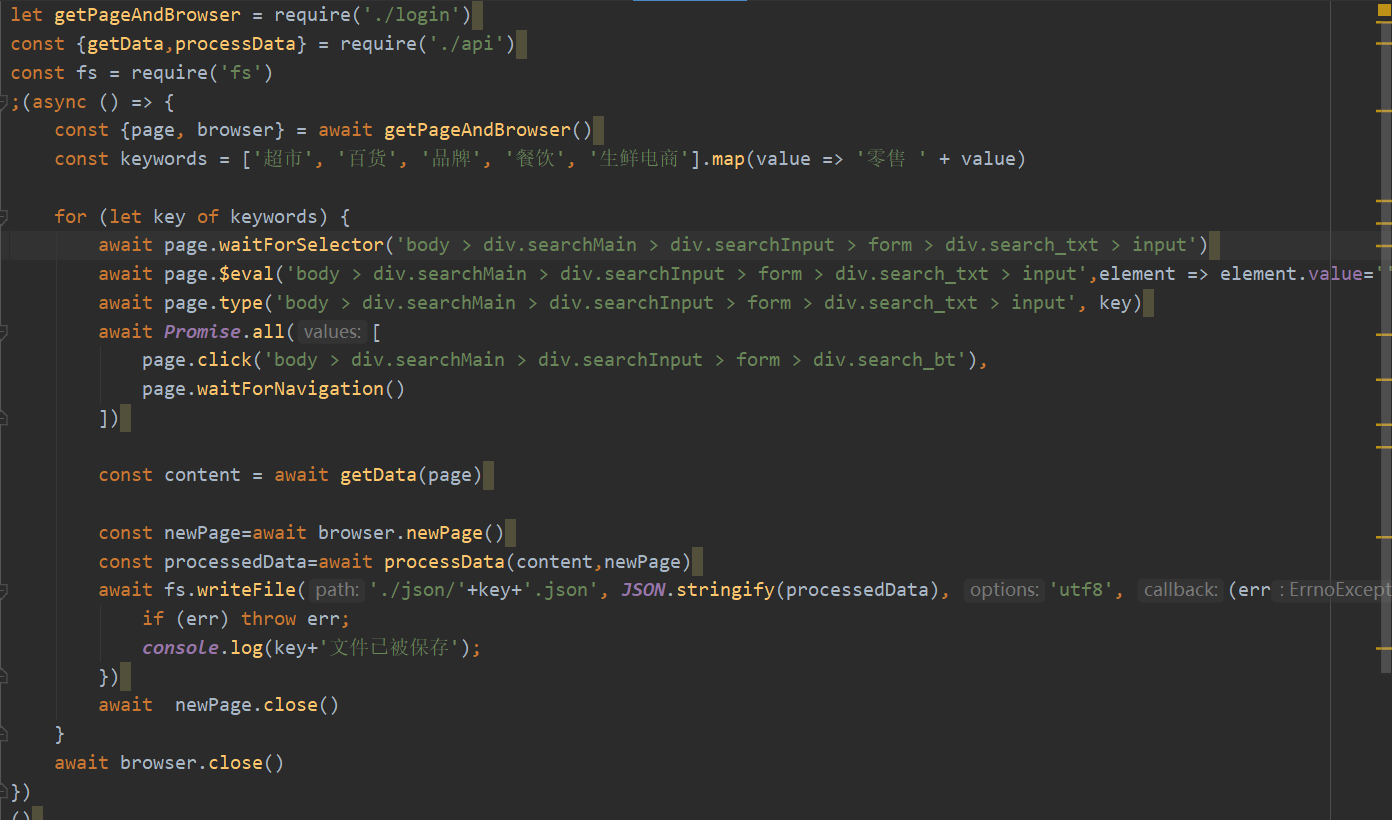 let getPageAndBrowser = require('./login')
const {getData,processData} = require('./api')
const fs = require('fs')
;(async () => {
    const {page, browser} = await getPageAndBrowser()
    const keywords = ['超市', '百货', '品牌', '餐饮', '生鲜电商'].map(value => '零售 ' + value)
    for (let key of keywords) {
        await page.waitForSelector('body > div.searchMain > div.searchInput > form > div.search_txt > input')
        await page.$eval('body > div.searchMain > div.searchInput > form > div.search_txt > input',element => element.value=''
        await page.type('body > div.searchMain > div.searchInput > form > div.search_txt > input', key)
        await Promise.all( values: [
            page.click('body > div.searchMain > div.searchInput > form > div.search_bt'),
            page.waitForNavigation()
        ])
        const content = await getData(page)
        const newPage=await browser.newPage()
        const processedData=await processData(content,newPage)
        await fs.writeFile( path: './json/'+key+'.json', JSON.stringify(processedData), options: 'utf8', callback: (err : ErrnoExcept
            if (err) throw err;
            console.log(key+'文件已被保存');
        })
        await  newPage.close()
    }
    await browser.close()
})
()